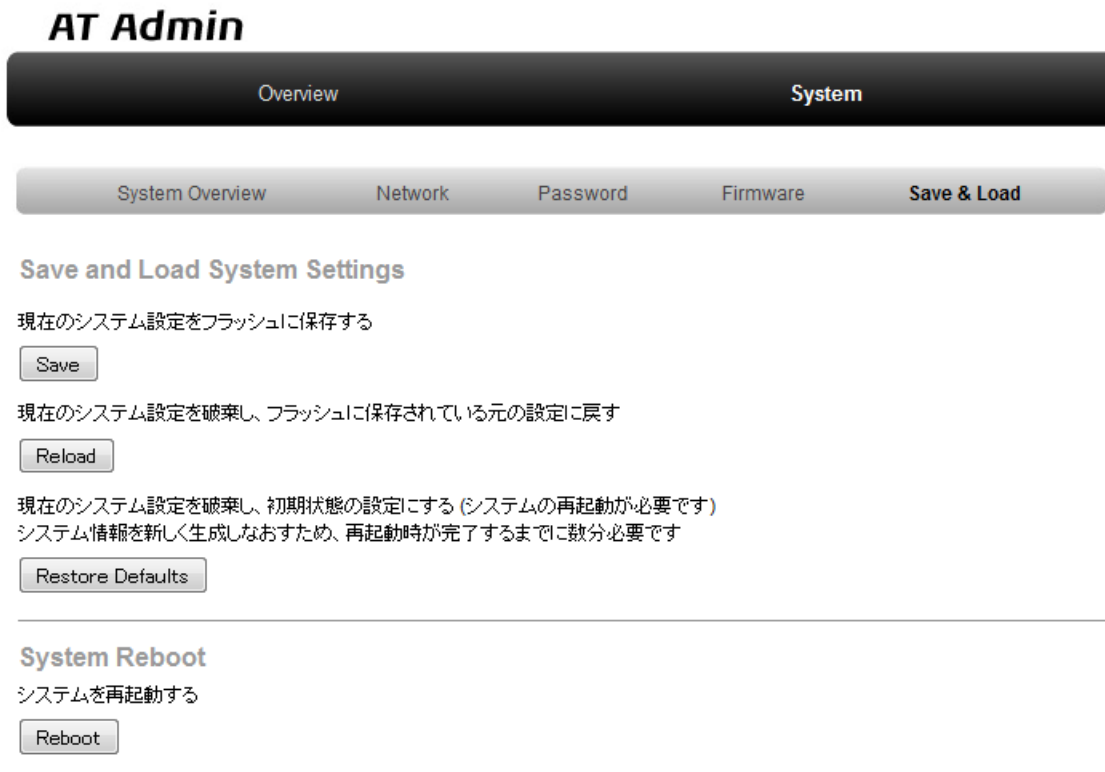 AT Admin
Overview System
System Overview Network Password Firmware Save & Load
Save and Load System Settings
現在のシステム設定をフラッシュに保存する
Save
現在のシステム設定を破棄し、フラッシュに保存されている元の設定に戻す
Reload
現在のシステム設定を破棄し、初期状態の設定にする (システムの再起動が必要です)
システム情報を新しく生成しなおすため、再起動時が完了するまでに数分必要です
Restore Defaults
System Reboot
システムを再起動する
Reboot